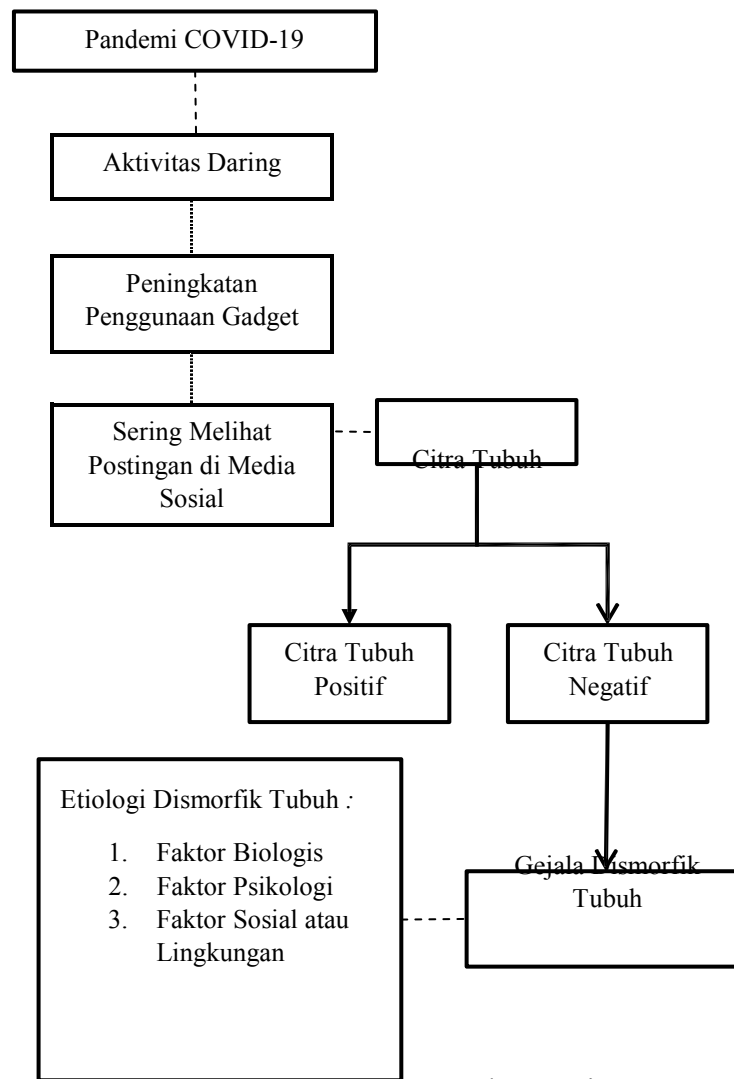 Pandemi COVID-19
Aktivitas Daring
Peningkatan
Penggunaan Gadget
Sering Melihat
Postingan di Media
Sosial
Citra Tubuh
Citra Tubuh
Positif
Citra Tubuh
Negatif
Etiologi Dismorfik Tubuh :
1. Faktor Biologis
2. Faktor Psikologi
3. Faktor Sosial atau
Lingkungan
Gejala Dismorfik
Tubuh